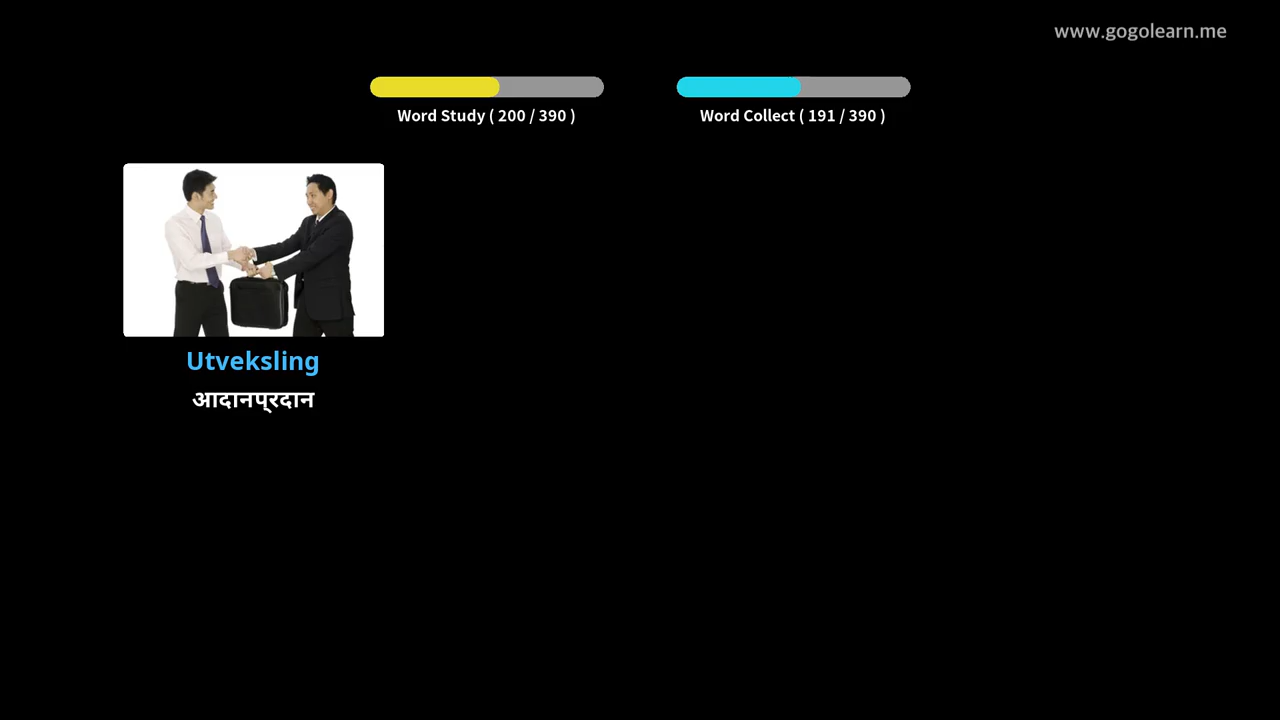 www.gogolearn.me
Word Study ( 200 / 390 )
Word Collect ( 191 / 390 )
Utveksling
आदानप्रदान